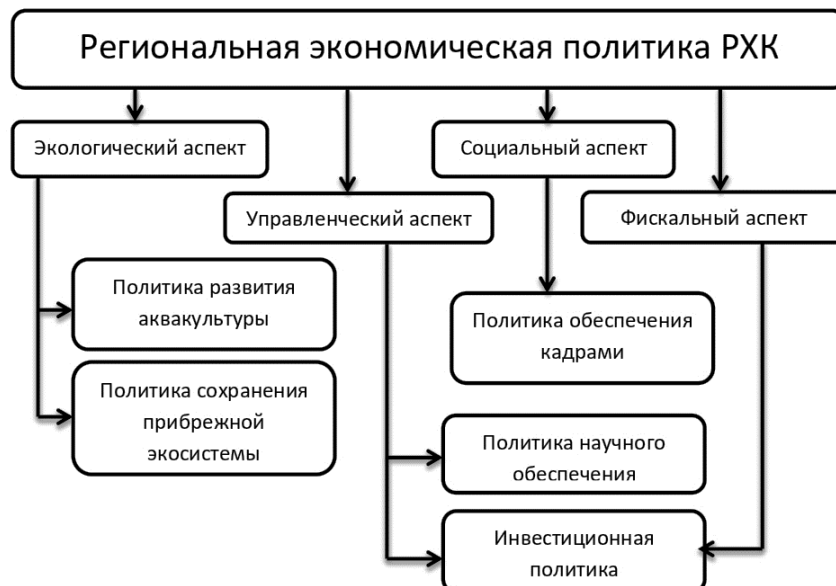 Региональная экономическая политика РХК
Экологический аспект
Социальный аспект
Управленческий аспект
Фискальный аспект
Политика развития
аквакультуры
Политика обеспечения
кадрами
Политика сохранения
прибрежной
экосистемы
Политика научного
обеспечения
Инвестиционная
политика